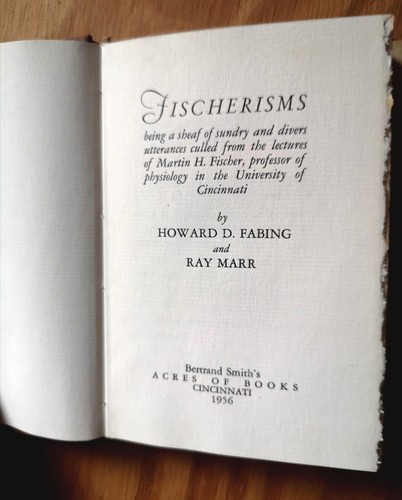 FISCHERISMS
being a sheaf of sundry and divers
utterances culled from the lectures
of Martin H. Fischer, professor of
physiology in the University of
Cincinnati
by
HOWARD D. FABING
and
RAY MARR
Bertrand Smith's
ACRES OF BOOKS
CINCINNATI
1956